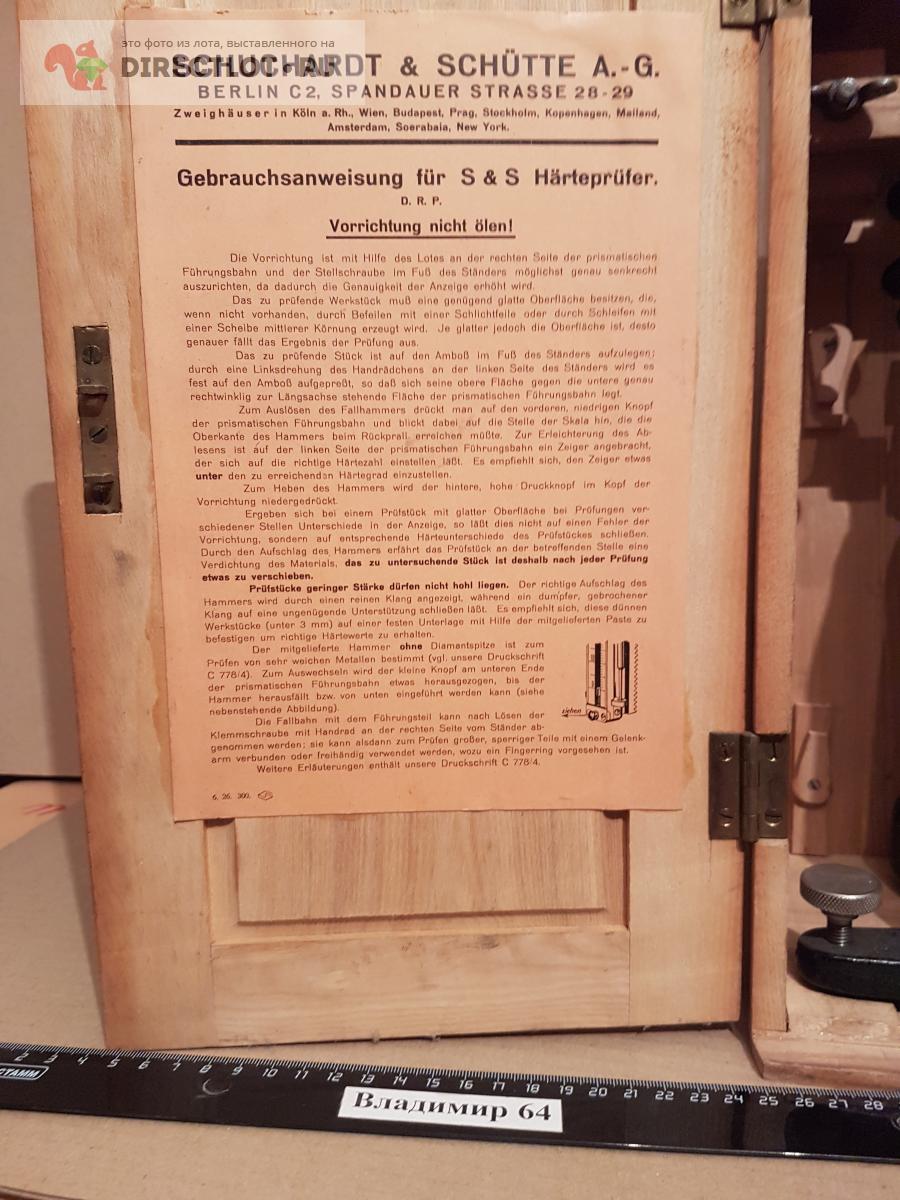 это фото из лота, выставленного на
SCHUCHARDT & SCHÜTTE A.-G.
BERLIN C2, SPANDAUER STRASSE 28-29
Zweighäuser in Köln a. Rh., Wien, Budapest, Prag, Stockholm, Kopenhagen, Mailand,
Amsterdam, Soerabaia, New York.
Gebrauchsanweisung für S & S Härteprüfer.
D. R. P.
Vorrichtung nicht ölen!
Die Vorrichtung ist mit Hilfe des Lotes an der rechten Seite der prismatischen
Führungsbahn und der Stellschraube im Fuß des Ständers möglichst genau senkrecht
auszurichten, da dadurch die Genauigkeit der Anzeige erhöht wird.
Das zu prüfende Werkstück muß eine genügend glatte Oberfläche besitzen, die,
wenn nicht vorhanden, durch Befeilen mit einer Schlichtfeile oder durch Schleifen mit
einer Scheibe mittlerer Körnung erzeugt wird. Je glatter jedoch die Oberfläche ist, desto
genauer fällt das Ergebnis der Prüfung aus.
Das zu prüfende Stück ist auf den Amboß im Fuß des Ständers aufzulegen;
durch eine Linksdrehung des Handrädchens an der linken Seite des Ständers wird es
fest auf den Amboß aufgepreßt, so daß sich seine obere Fläche gegen die untere genau
rechtwinklig zur Längsachse stehende Fläche der prismatischen Führungsbahn legt.
Zum Auslösen des Fallhammers drückt man auf den vorderen, niedrigen Knopf
der prismatischen Führungsbahn und blickt dabei auf die Stelle der Skala hin, die die
Oberkante des Hammers beim Rückprall erreichen müßte. Zur Erleichterung des Ab-
lesens ist auf der linken Seite der prismatischen Führungsbahn ein Zeiger angebracht,
der sich auf die richtige Härtezahl einstellen läßt. Es empfiehlt sich, den Zeiger etwas
unter den zu erreichenden Härtegrad einzustellen.
Zum Heben des Hammers wird der hintere, hohe Druckknopf im Kopf der
Vorrichtung niedergedrückt.
Ergeben sich bei einem Prüfstück mit glatter Oberfläche bei Prüfungen ver-
schiedener Stellen Unterschiede in der Anzeige, so läßt dies nicht auf einen Fehler der
Vorrichtung, sondern auf entsprechende Härteunterschiede des Prüfstückes schließen.
Durch den Aufschlag des Hammers erfährt das Prüfstück an der betreffenden Stelle eine
Verdichtung des Materials, das zu untersuchende Stück ist deshalb nach jeder Prüfung
etwas zu verschieben.
Prüfstücke geringer Stärke dürfen nicht hohl liegen. Der richtige Aufschlag des
Hammers wird durch einen reinen Klang angezeigt, während ein dumpfer, gebrochener
Klang auf eine ungenügende Unterstützung schließen läßt. Es empfiehlt sich, diese dünnen
Werkstücke (unter 3 mm) auf einer festen Unterlage mit Hilfe der mitgelieferten Paste zu
befestigen um richtige Härtewerte zu erhalten.
Der mitgelieferte Hammer ohne Diamantspitze ist zum
Prüfen von sehr weichen Metallen bestimmt (vgl. unsere Druckschrift
C 778/4). Zum Auswechseln wird der kleine Knopf am unteren Ende
der prismatischen Führungsbahn etwas herausgezogen, bis der
Hammer herausfällt bzw. von unten eingeführt werden kann (siehe
nebenstehende Abbildung).
ziehen
Die Fallbahn mit dem Führungsteil kann nach Lösen der
Klemmschraube mit Handrad an der rechten Seite vom Ständer ab-
genommen werden; sie kann alsdann zum Prüfen großer, sperriger Teile mit einem Gelenk-
arm verbunden oder freihändig verwendet werden, wozu ein Fingerring vorgesehen ist.
Weitere Erläuterungen enthält unsere Druckschrift C 778/4.
6. 26. 300.
2 3 4 5 6 7 8 9 10 11 12 13 14 15 16 17 18 19 20 21 22 23 24 25 26 27 28
СТАММ
Владимир 64